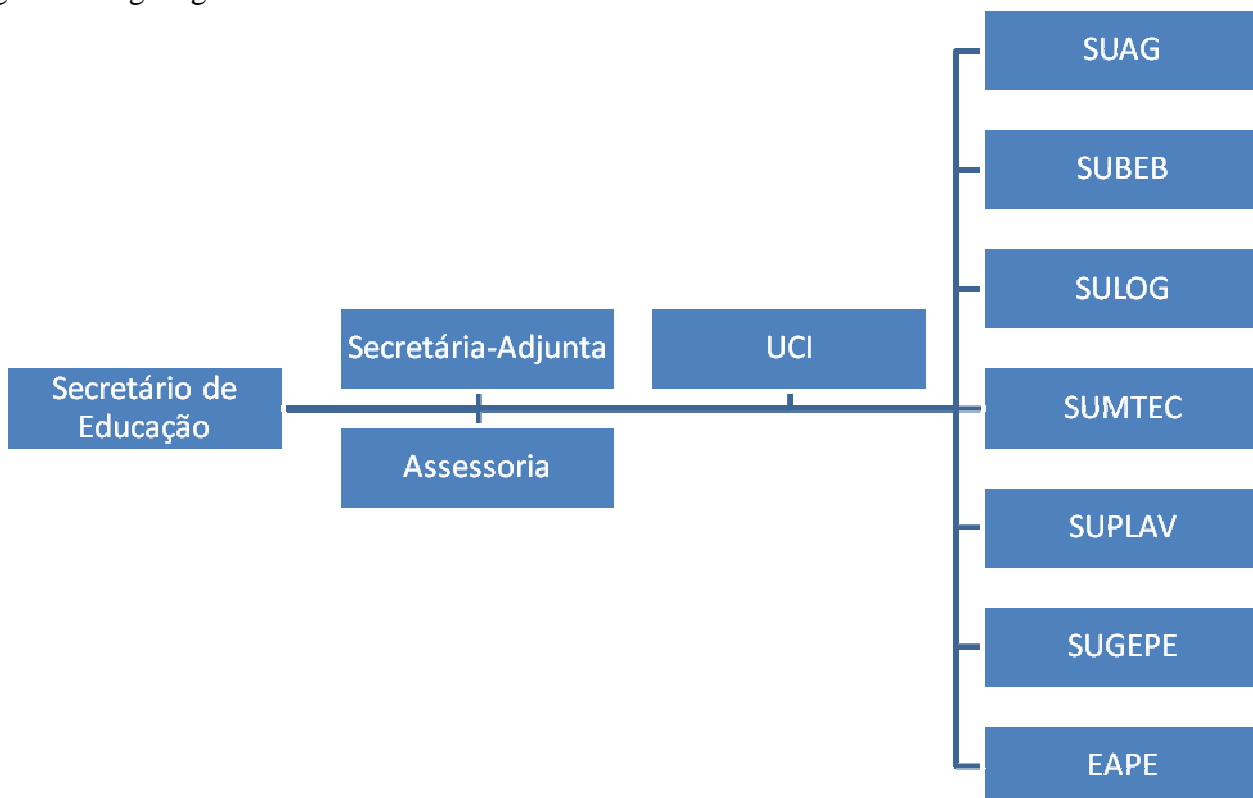 SUAG
SUBEB
SULOG
Secretária-Adjunta
UCI
Secretário de
Educação
SUMTEC
Assessoria
SUPLAV
SUGEPE
EAPE